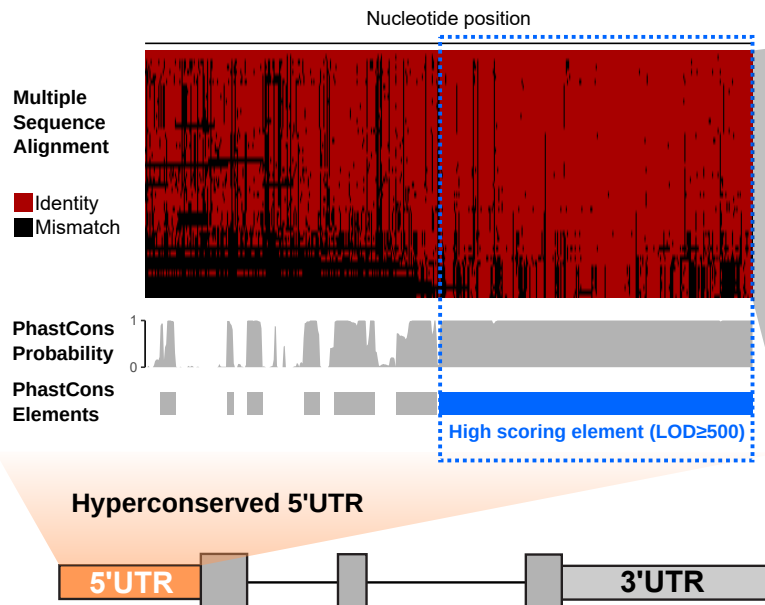 Nucleotide position
Multiple
Sequence
Alignment
Identity
Mismatch
PhastCons
Probability
1
0
PhastCons
Elements
High scoring element (LOD≥500)
Hyperconserved 5'UTR
5'UTR
3'UTR